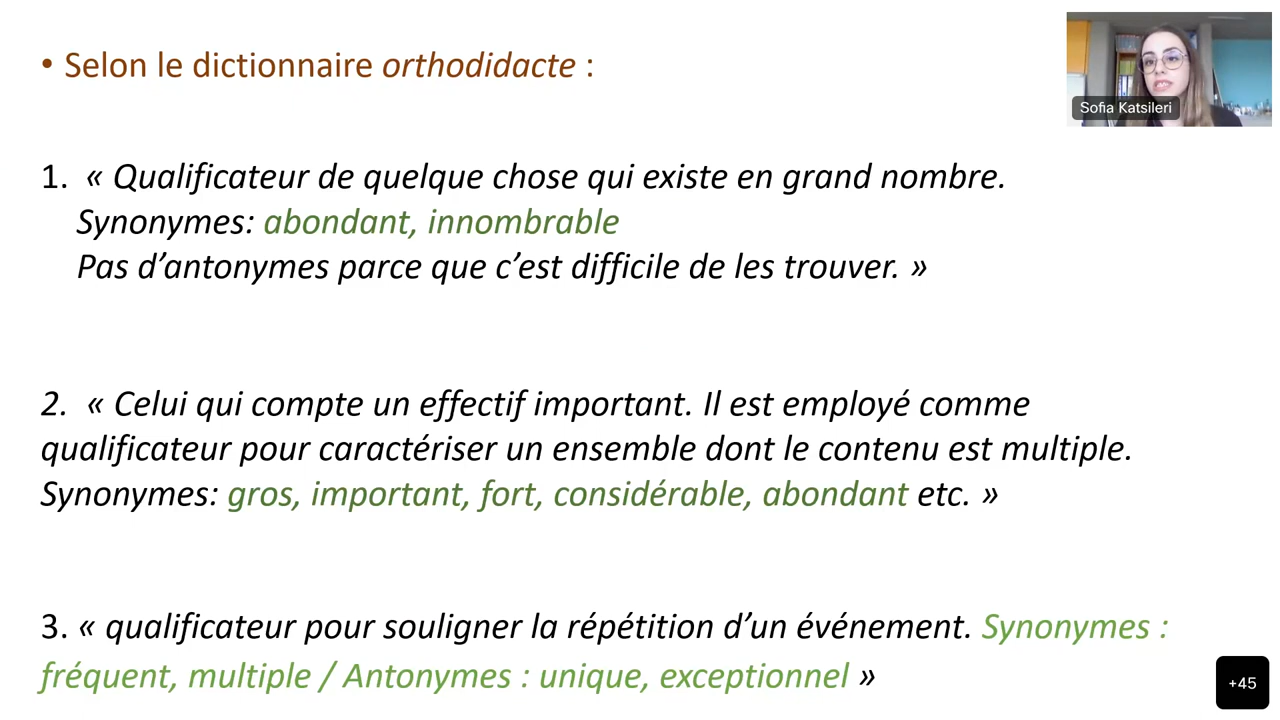 • Selon le dictionnaire orthodidacte :
Sofia Katsileri
1. « Qualificateur de quelque chose qui existe en grand nombre.
Synonymes: abondant, innombrable
Pas d’antonymes parce que c’est difficile de les trouver. »
2. « Celui qui compte un effectif important. Il est employé comme
qualificateur pour caractériser un ensemble dont le contenu est multiple.
Synonymes: gros, important, fort, considérable, abondant etc. »
3. « qualificateur pour souligner la répétition d’un événement. Synonymes :
fréquent, multiple / Antonymes : unique, exceptionnel »
+45